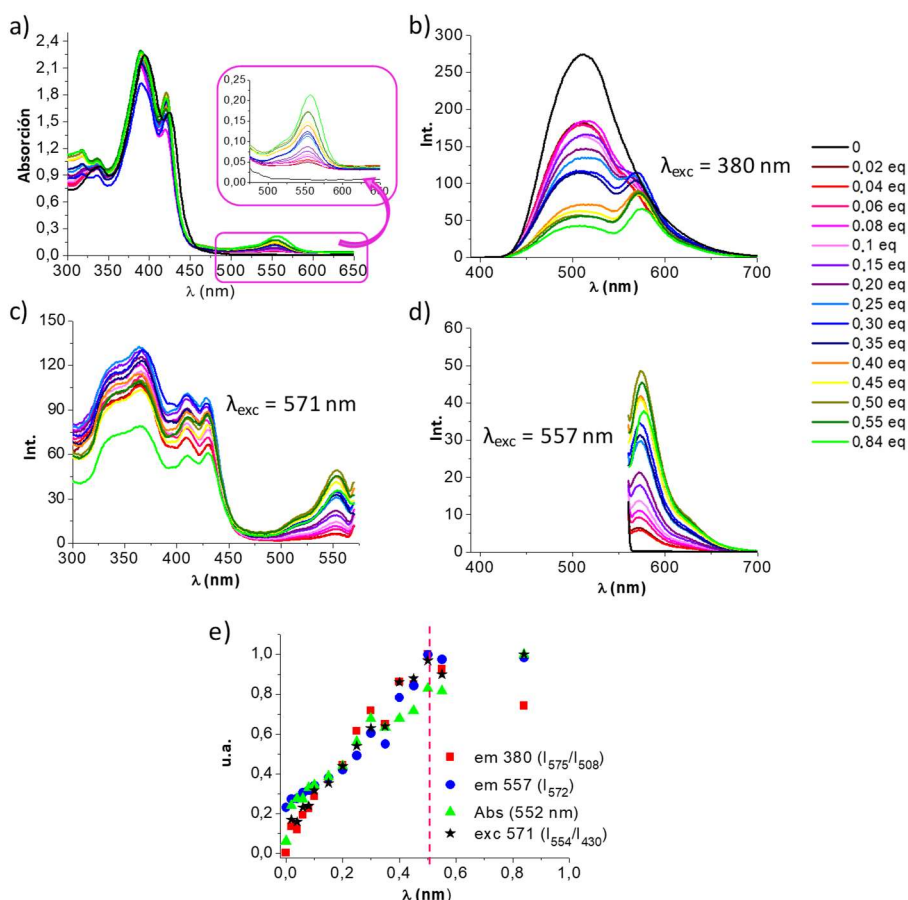 a)
2,4
2,1
1,8
1,5
1,2
0,9
0,6
0,3
0,0
Absorción
300 350 400 450 500 550 600 650
λ (nm)
0,25
0,20
0,15
0,10
0,05
0,00
500 550 600
b)
300
250
200
150
100
50
0
Int.
400 500 600 700
λ (nm)
λexc = 380 nm
0
0.02 eq
0.04 eq
0.06 eq
0.08 eq
0.1 eq
0.15 eq
0.20 eq
0.25 eq
0.30 eq
0.35 eq
0.40 eq
0.45 eq
0.50 eq
0.55 eq
0.84 eq
c)
150
120
90
60
30
0
Int.
300 350 400 450 500 550
λ (nm)
λexc = 571 nm
d)
60
50
40
30
20
10
0
Int.
400 500 600 700
λ (nm)
λexc = 557 nm
e)
1,0
0,8
0,6
0,4
0,2
0,0
u.a.
0,0 0,2 0,4 0,6 0,8 1,0
λ (nm)
em 380 (I575/I508)
em 557 (I572)
Abs (552 nm)
exc 571 (I554/I430)